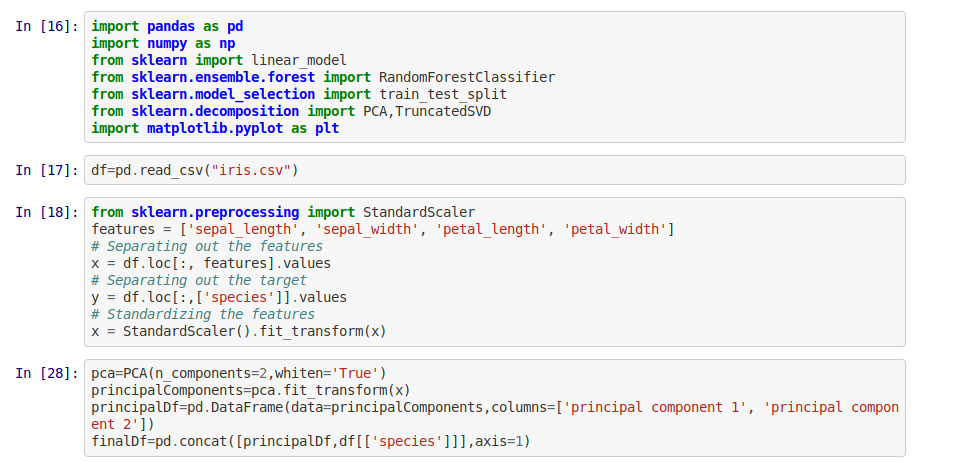 In [16]: import pandas as pd
import numpy as np
from sklearn import linear_model
from sklearn.ensemble.forest import RandomForestClassifier
from sklearn.model_selection import train_test_split
from sklearn.decomposition import PCA,TruncatedSVD
import matplotlib.pyplot as plt
In [17]: df=pd.read_csv("iris.csv")
In [18]: from sklearn.preprocessing import StandardScaler
features = ['sepal_length', 'sepal_width', 'petal_length', 'petal_width']
# Separating out the features
x = df.loc[:, features].values
# Separating out the target
y = df.loc[:,['species']].values
# Standardizing the features
x = StandardScaler().fit_transform(x)
In [28]: pca=PCA(n_components=2,whiten='True')
principalComponents=pca.fit_transform(x)
principalDf=pd.DataFrame(data=principalComponents,columns=['principal component 1', 'principal compon
ent 2'])
finalDf=pd.concat([principalDf,df[['species']]],axis=1)